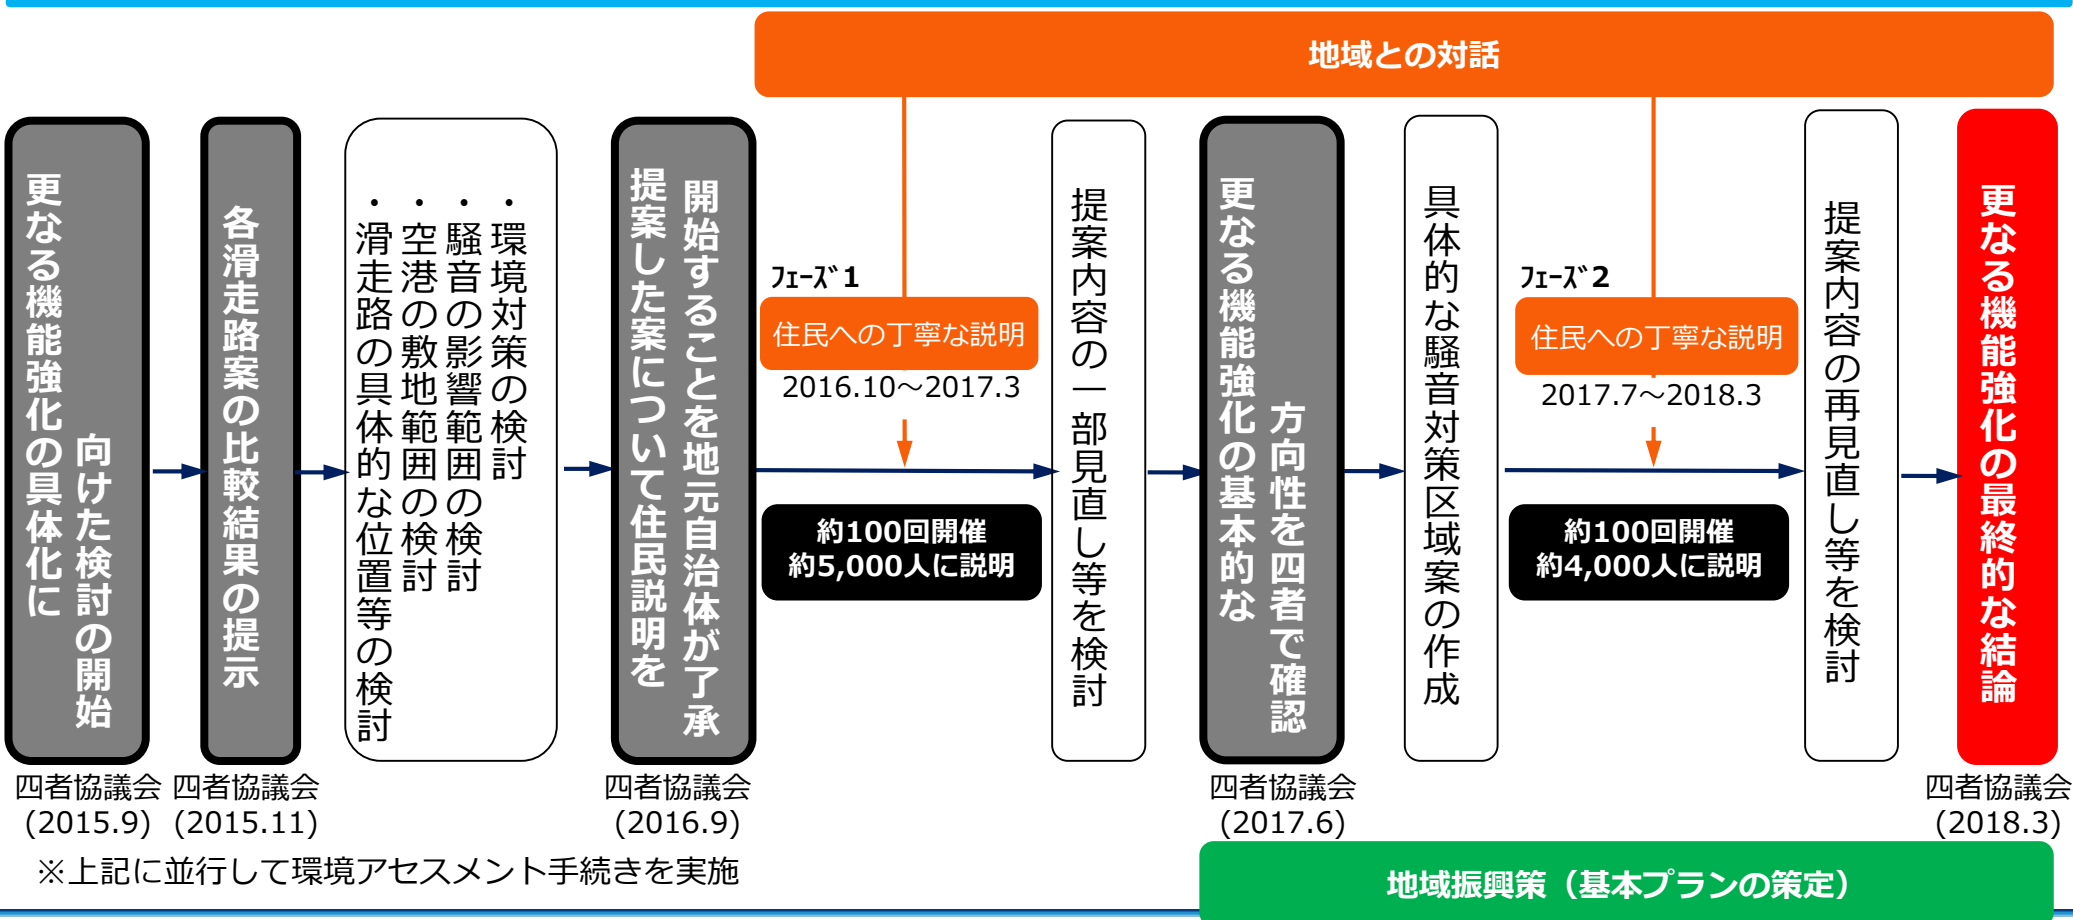 地域との対話
更なる機能強化の具体化に
向けた検討の開始
四者協議会
(2015.9)
各滑走路案の比較結果の提示
四者協議会
(2015.11)
・環境対策の検討
・騒音の影響範囲の検討
・空港の敷地範囲の検討
・滑走路の具体的な位置等の検討
提案した案について住民説明を
開始することを地元自治体が了承
四者協議会
(2016.9)
ﾌｪｰｽﾞ1
住民への丁寧な説明
2016.10～2017.3
約100回開催
約5,000人に説明
提案内容の一部見直し等を検討
更なる機能強化の基本的な
方向性を四者で確認
四者協議会
(2017.6)
具体的な騒音対策区域案の作成
ﾌｪｰｽﾞ2
住民への丁寧な説明
2017.7～2018.3
約100回開催
約4,000人に説明
提案内容の再見直し等を検討
更なる機能強化の最終的な結論
四者協議会
(2018.3)
※上記に並行して環境アセスメント手続きを実施
地域振興策（基本プランの策定）